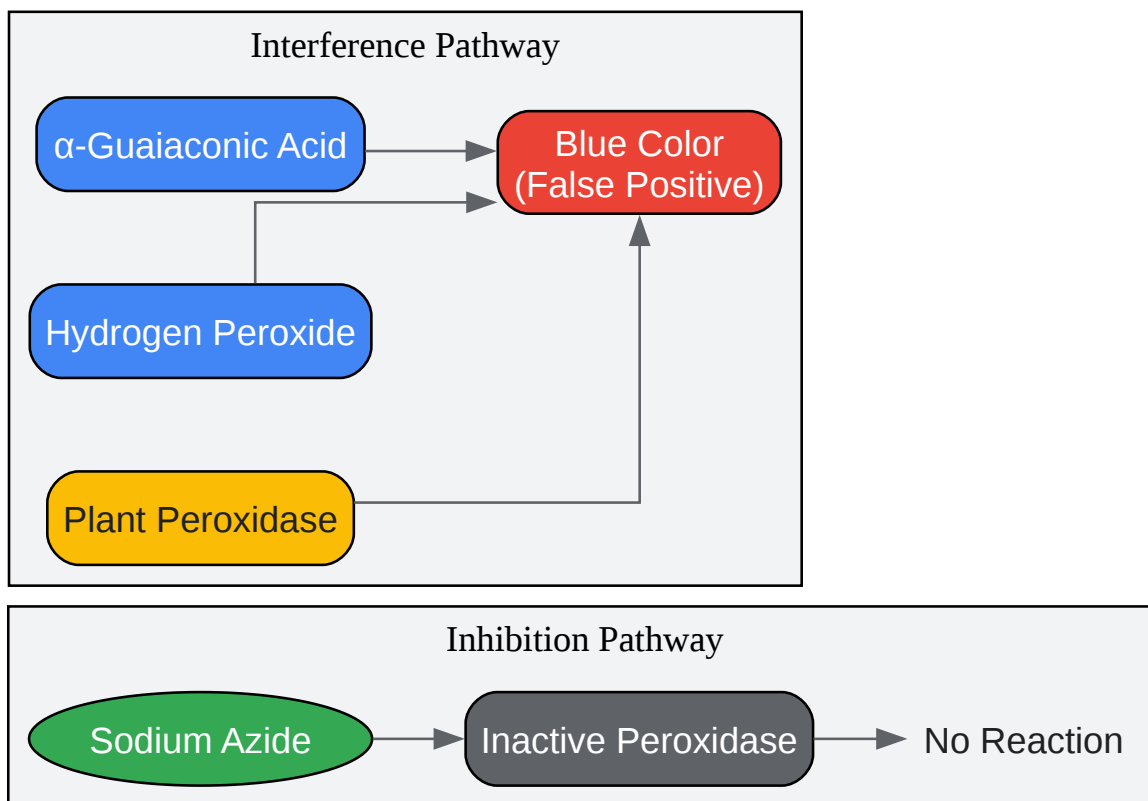 Interference Pathway
α-Guaiaconic Acid
Blue Color
(False Positive)
Hydrogen Peroxide
Plant Peroxidase
Inhibition Pathway
Sodium Azide
Inactive Peroxidase
No Reaction